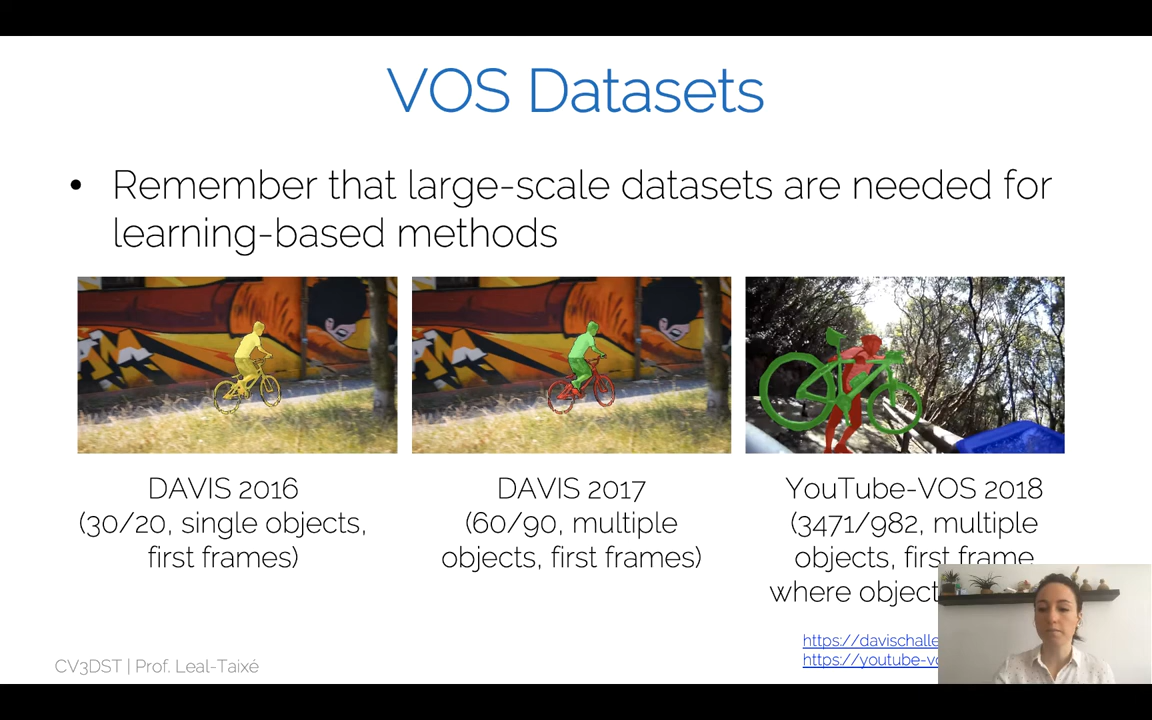 VOS Datasets
• Remember that large-scale datasets are needed for
learning-based methods
DAVIS 2016
(30/20, single objects,
first frames)
DAVIS 2017
(60/90, multiple
objects, first frames)
YouTube-VOS 2018
(3471/982, multiple
objects, first frame
where object
https://davischalle
https://youtube-vo
CV3DST | Prof. Leal-Taixé